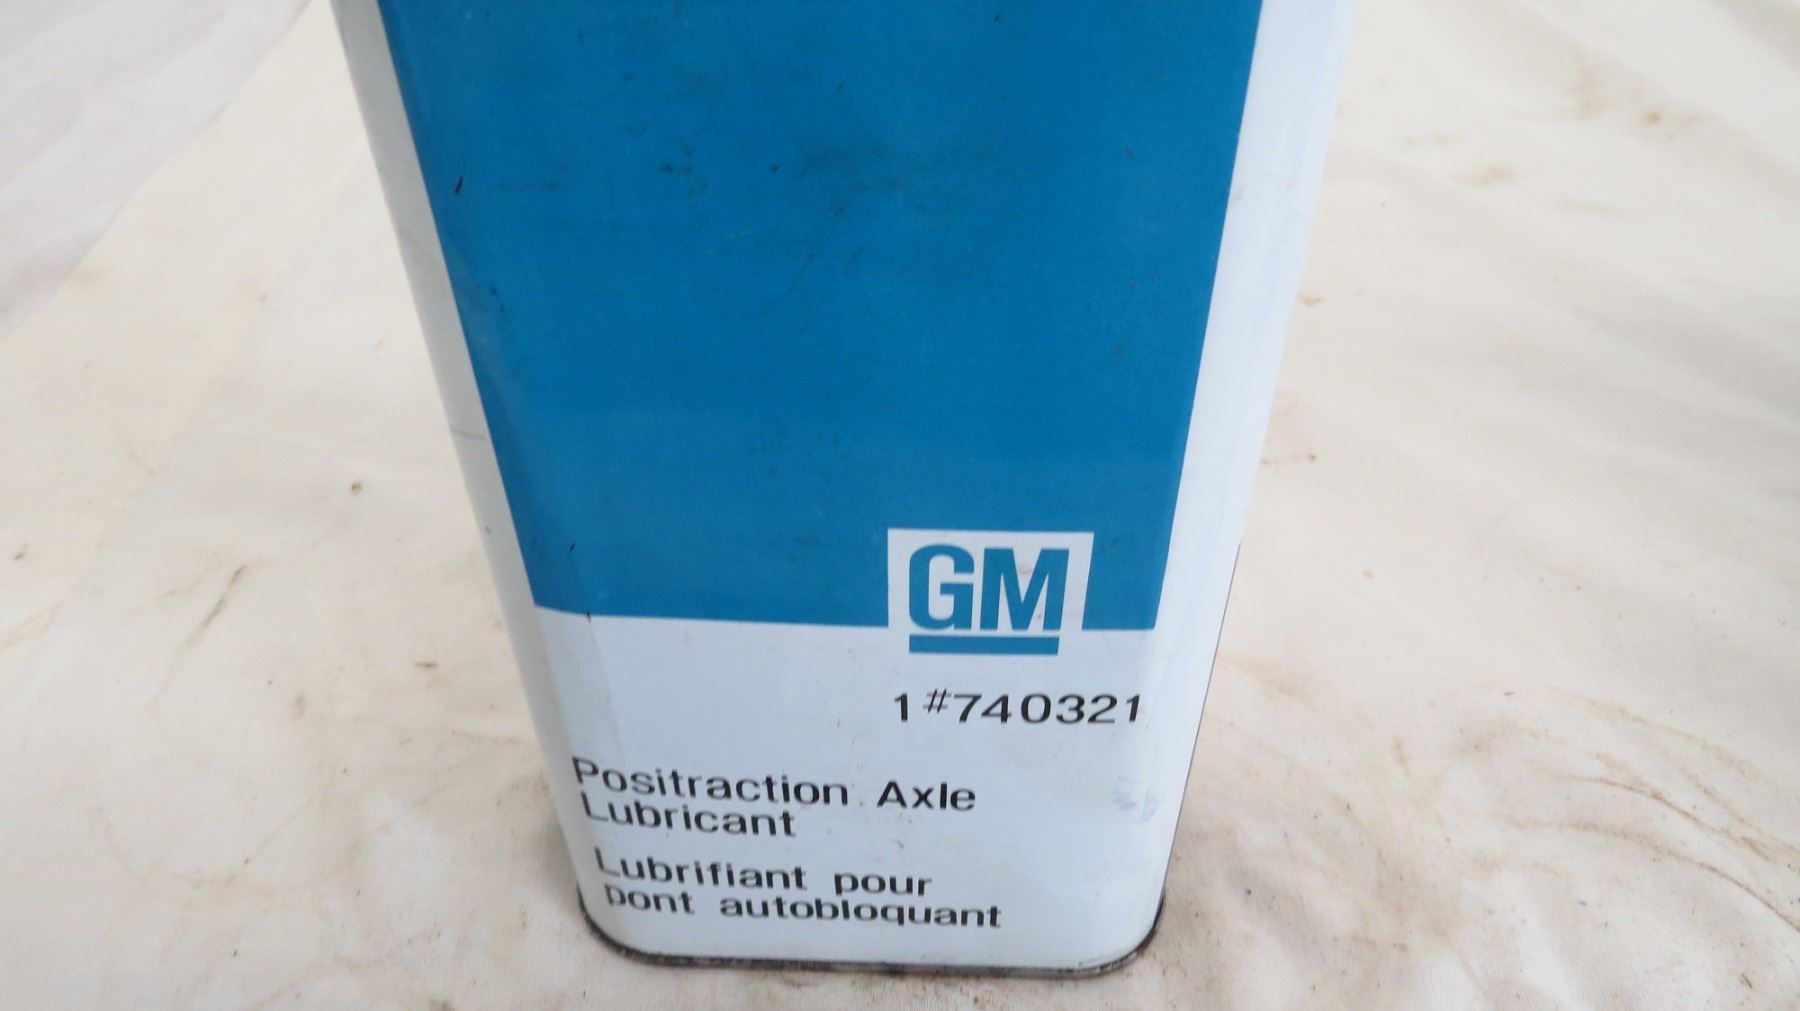 GM
1#740321
Positraction Axle
Lubricant
Lubrifiant pour
pont autobloquant